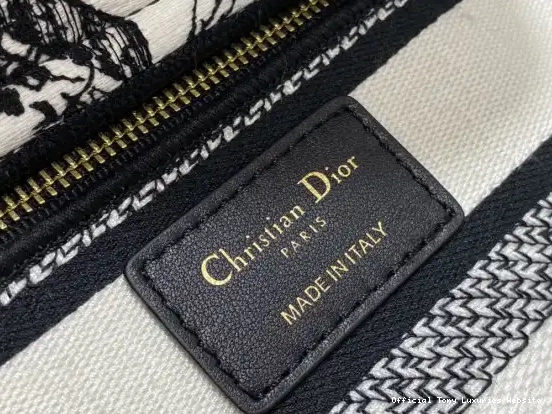 Christian Dior
PARIS
MADE IN ITALY
Official Tony Luxuries Website